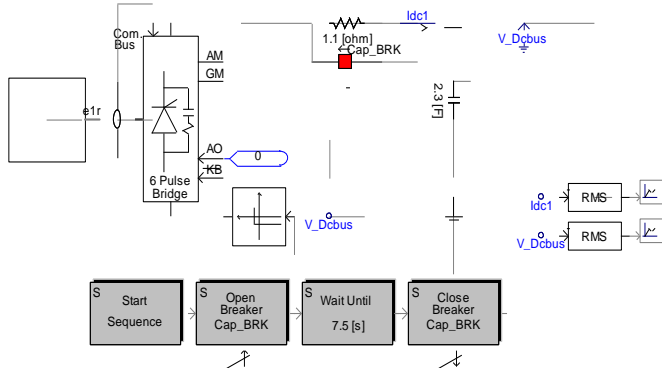 Com.
Bus
AM
GM
e1r
AO
KB
0
6 Pulse
Bridge
1.1 [ohm]
Cap_BRK
Idc1
V_Dcbus
2.3 [F]
V_Dcbus
Idc1
RMS
V_Dcbus
RMS
S
Start
Sequence
S
Open
Breaker
Cap_BRK
S
Wait Until
7.5 [s]
S
Close
Breaker
Cap_BRK